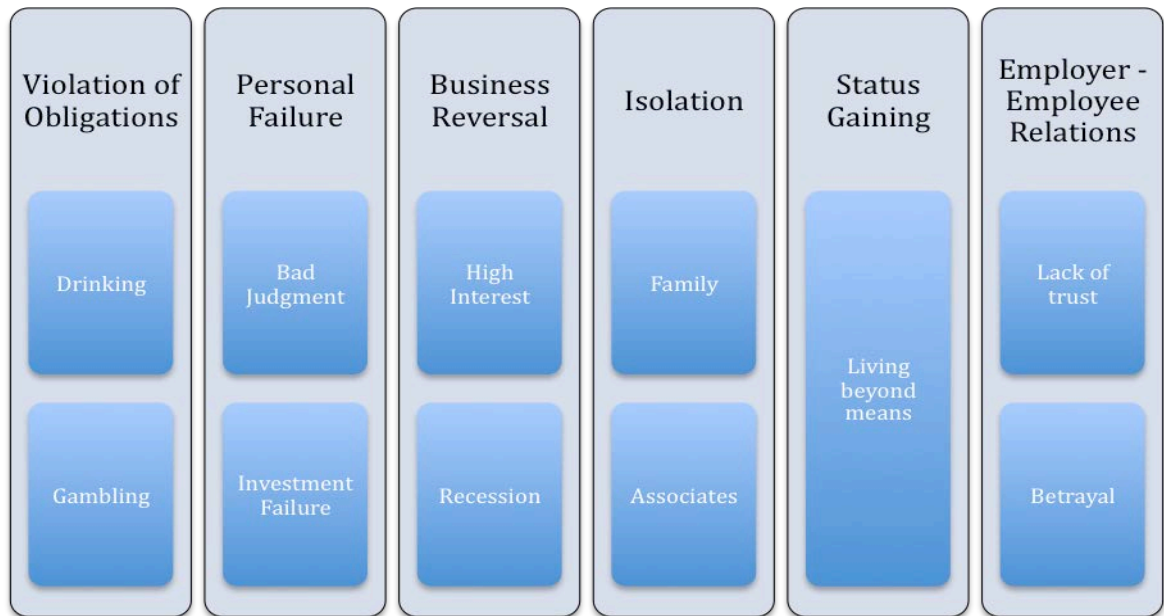 Violation of
Obligations
Drinking
Gambling
Personal
Failure
Bad
Judgment
Investment
Failure
Business
Reversal
High
Interest
Recession
Isolation
Family
Associates
Status
Gaining
Living
beyond
means
Employer -
Employee
Relations
Lack of
trust
Betrayal